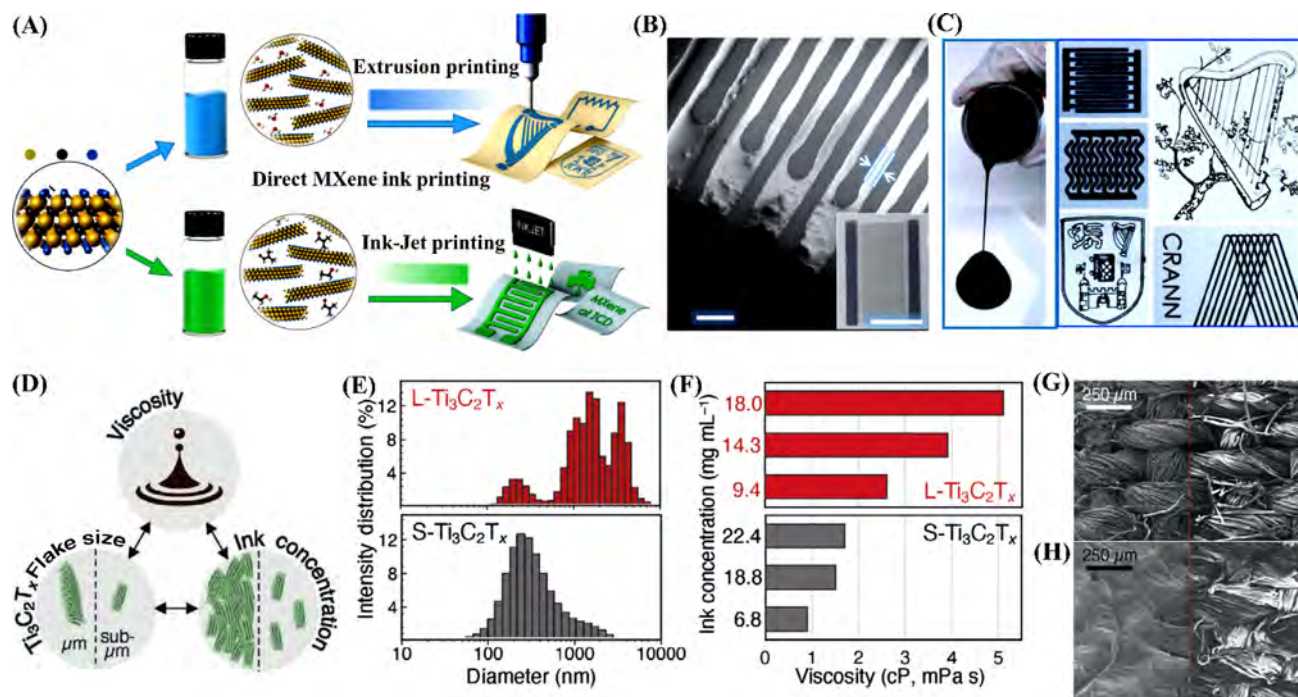 (A)
Extrusion printing
Direct MXene ink printing
Ink-Jet printing
INKJET
MXene
at TCD
(B)
(C)
CRANN
(D)
Viscosity
Ti₃C₂Tₓ Flake size
µm
sub-
µm
Ink concentration
(E)
L-Ti₃C₂Tₓ
12
8
4
S-Ti₃C₂Tₓ
12
8
4
Intensity distribution (%)
10 100 1000 10000
Diameter (nm)
(F)
18.0
14.3
9.4
L-Ti₃C₂Tₓ
S-Ti₃C₂Tₓ
22.4
18.8
6.8
Ink concentration (mg mL⁻¹)
0 1 2 3 4 5
Viscosity (cP, mPa s)
(G)
250 µm
(H)
250 µm